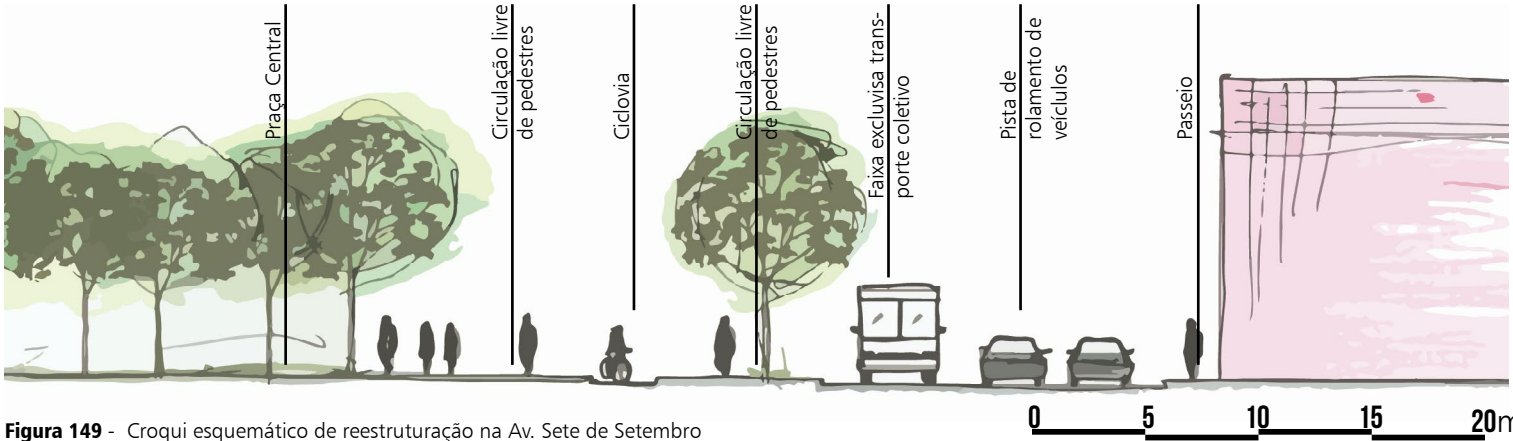 Praça Central
Circulação livre
de pedestres
Ciclovia
Circulação livre
de pedestres
Faixa excluvisa trans-
porte coletivo
Pista de
rolamento de
veíclulos
Passeio
0 5 10 15 20m
Figura 149 - Croqui esquemático de reestruturação na Av. Sete de Setembro